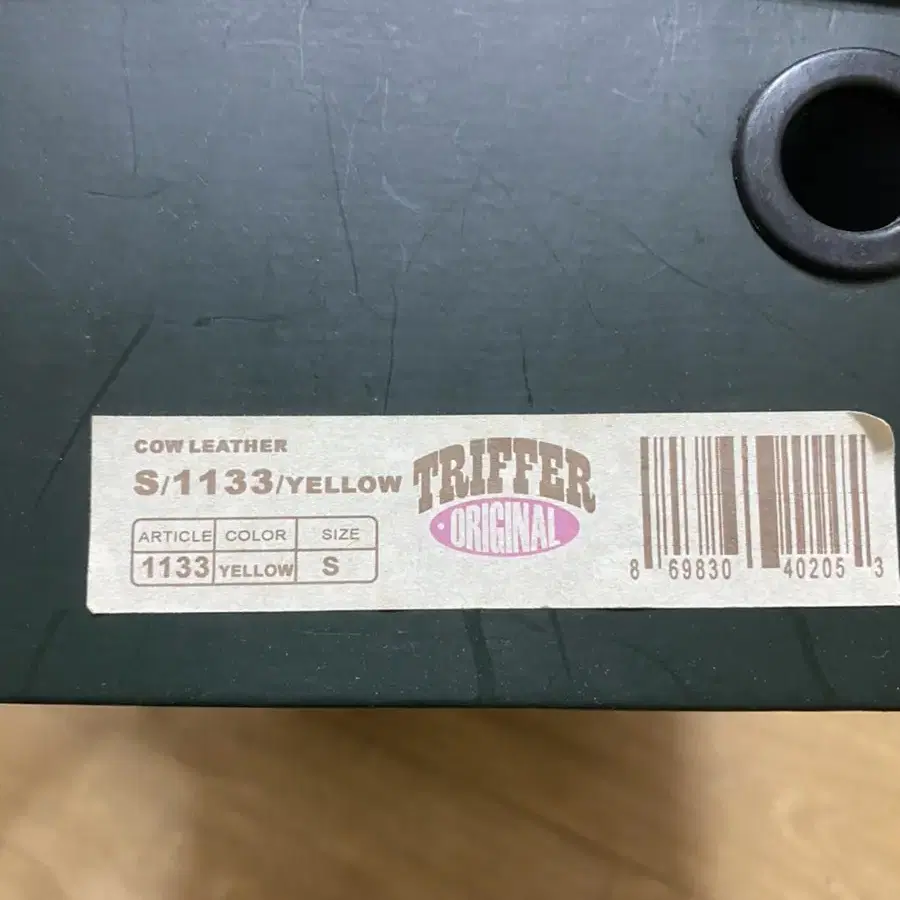 COW LEATHER
S/1133/YELLOW
ARTICLE COLOR SIZE
1133 YELLOW S
TRIFFER
ORIGINAL
8 69830 40205 3